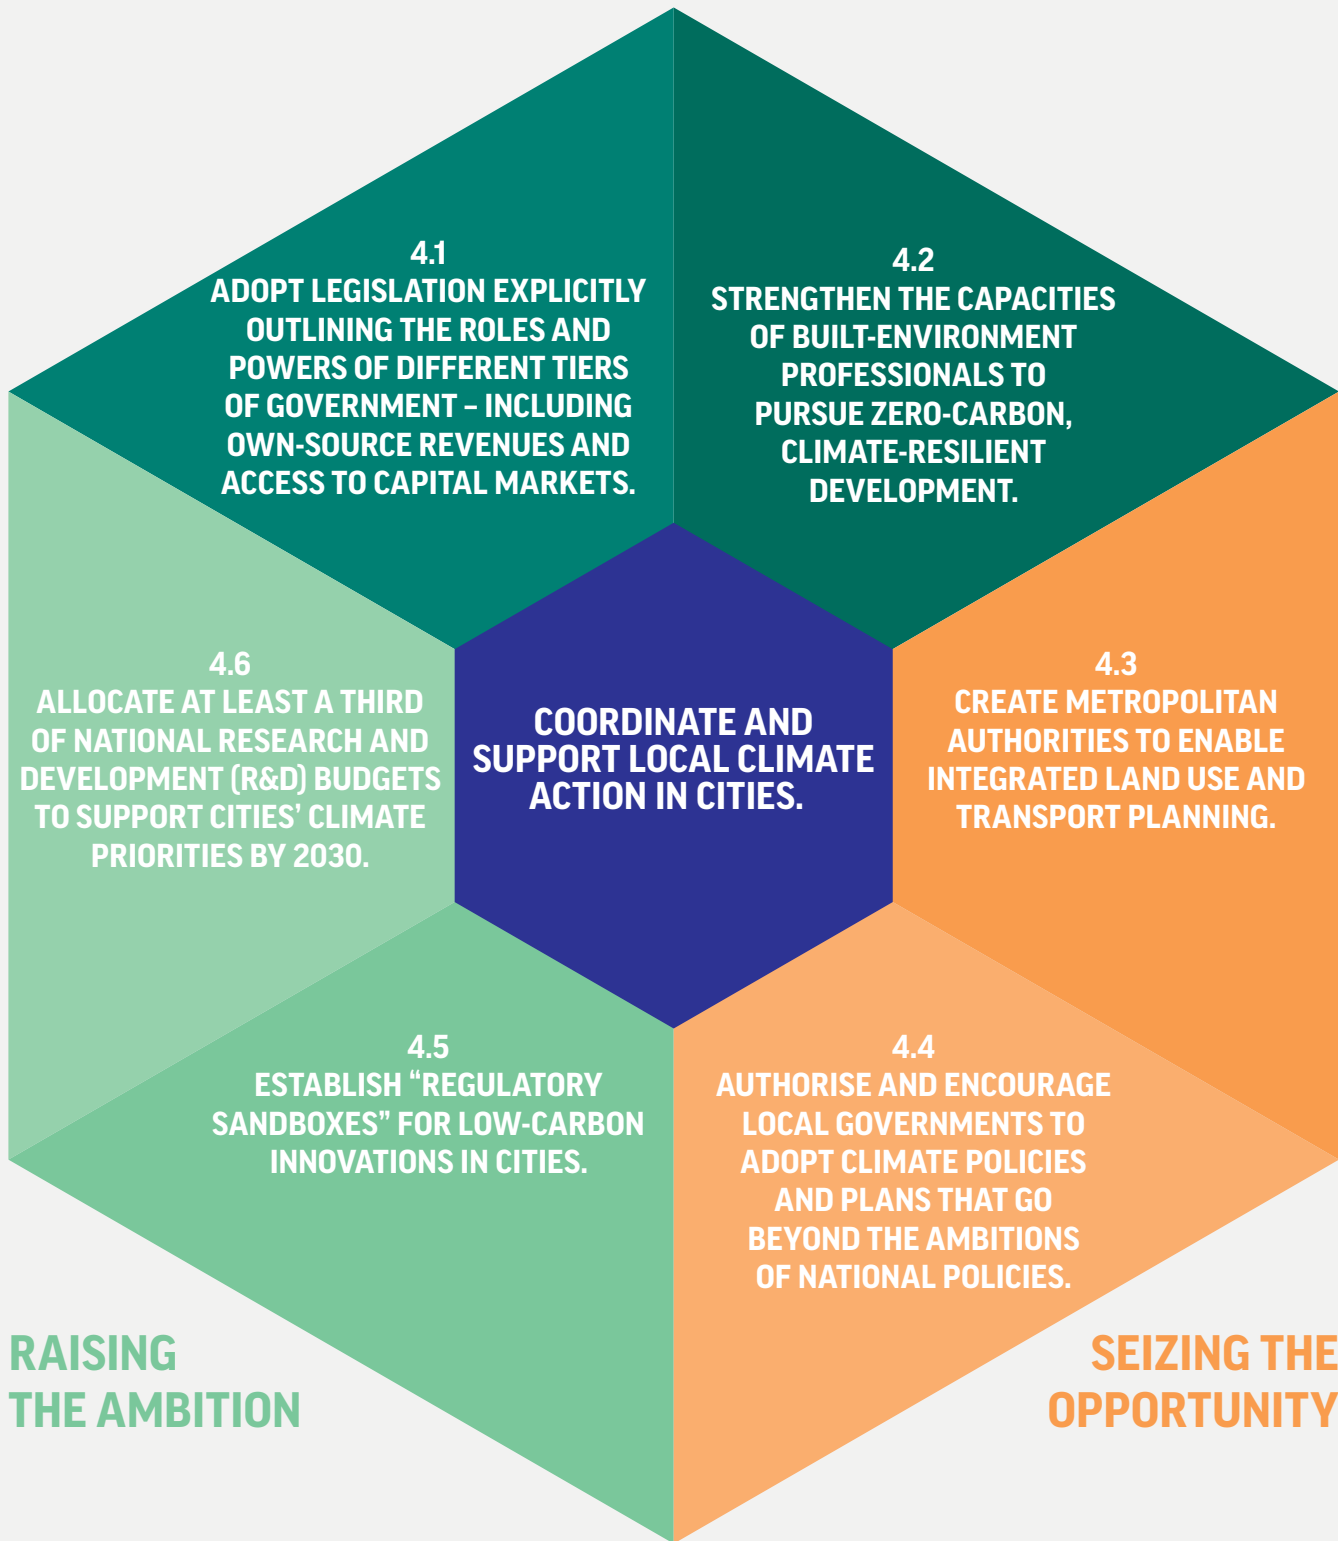 4.1
ADOPT LEGISLATION EXPLICITLY
OUTLINING THE ROLES AND
POWERS OF DIFFERENT TIERS
OF GOVERNMENT – INCLUDING
OWN-SOURCE REVENUES AND
ACCESS TO CAPITAL MARKETS.
4.2
STRENGTHEN THE CAPACITIES
OF BUILT-ENVIRONMENT
PROFESSIONALS TO
PURSUE ZERO-CARBON,
CLIMATE-RESILIENT
DEVELOPMENT.
4.6
ALLOCATE AT LEAST A THIRD
OF NATIONAL RESEARCH AND
DEVELOPMENT (R&D) BUDGETS
TO SUPPORT CITIES’ CLIMATE
PRIORITIES BY 2030.
COORDINATE AND
SUPPORT LOCAL CLIMATE
ACTION IN CITIES.
4.3
CREATE METROPOLITAN
AUTHORITIES TO ENABLE
INTEGRATED LAND USE AND
TRANSPORT PLANNING.
4.5
ESTABLISH “REGULATORY
SANDBOXES” FOR LOW-CARBON
INNOVATIONS IN CITIES.
4.4
AUTHORISE AND ENCOURAGE
LOCAL GOVERNMENTS TO
ADOPT CLIMATE POLICIES
AND PLANS THAT GO
BEYOND THE AMBITIONS
OF NATIONAL POLICIES.
RAISING
THE AMBITION
SEIZING THE
OPPORTUNITY